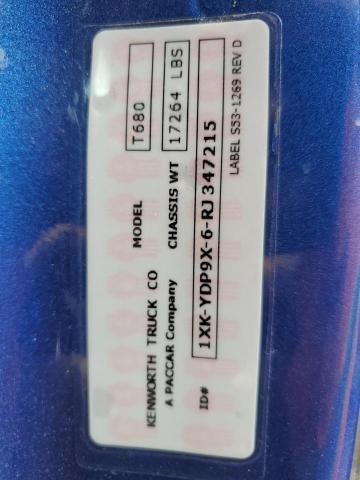 KENWORTH TRUCK CO MODEL T680
A PACCAR Company CHASSIS WT 17264 LBS
ID# 1XK-YDP9X-6-RJ347215
LABEL S53-1269 REV D